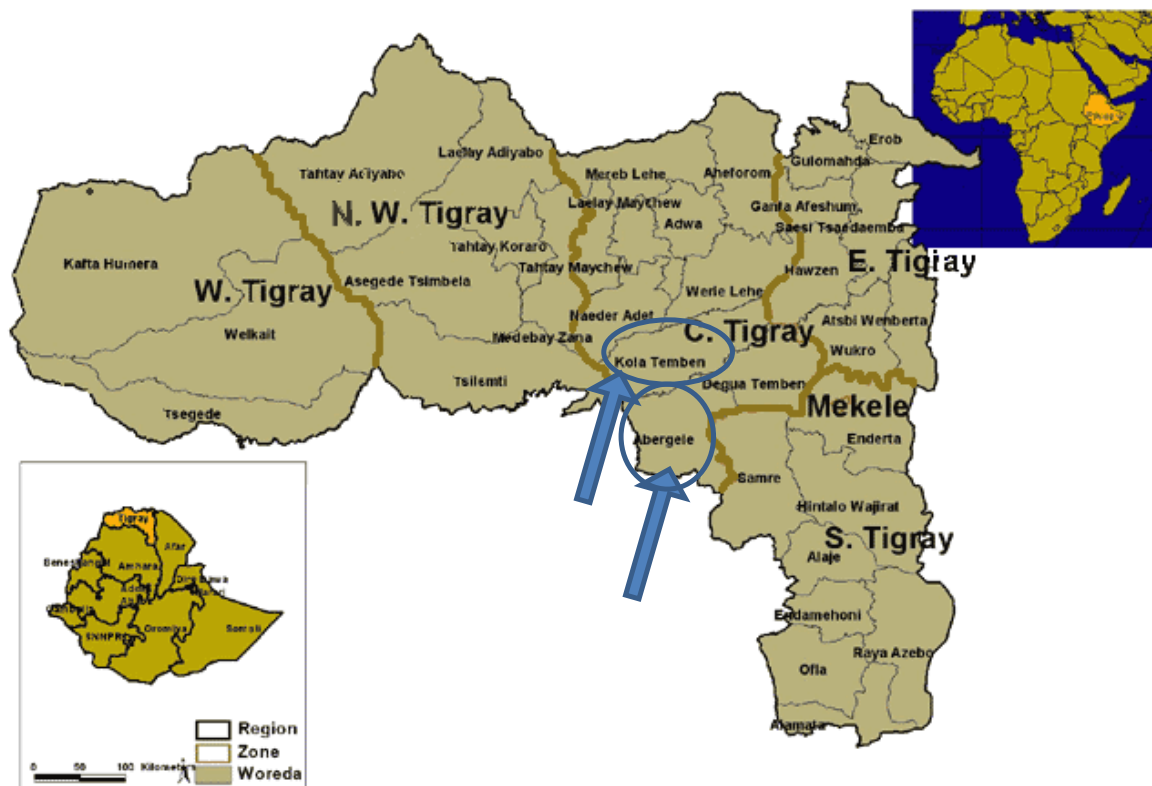 Erob
Laelay Adiyabo
Gulomahda
Tahtay Adiyabo
Mereb Lehe
Aheforom
N. W. Tigray
Laelay Maychew
Ganta Afeshum
Adwa
Saesi Tsaedaemba
Tahtay Koraro
Kafta Humera
Tahtay Maychew
Hawzen
E. Tigray
W. Tigray
Asegede Tsimbela
Werie Lehe
Naeder Adet
Atsbi Wenberta
Welkait
Medebay Zana
C. Tigray
Wukro
Kola Temben
Tsilemti
Degua Temben
Tsegede
Mekele
Abergele
Enderta
Samre
Hintalo Wajirat
S. Tigray
Alaje
Endamehoni
Raya Azebo
Ofla
Alamata
Tigray
Afar
Amhara
Dire Dawa
Oromiya
Somali
Region
Zone
Woreda
0 50 100 Kilometers